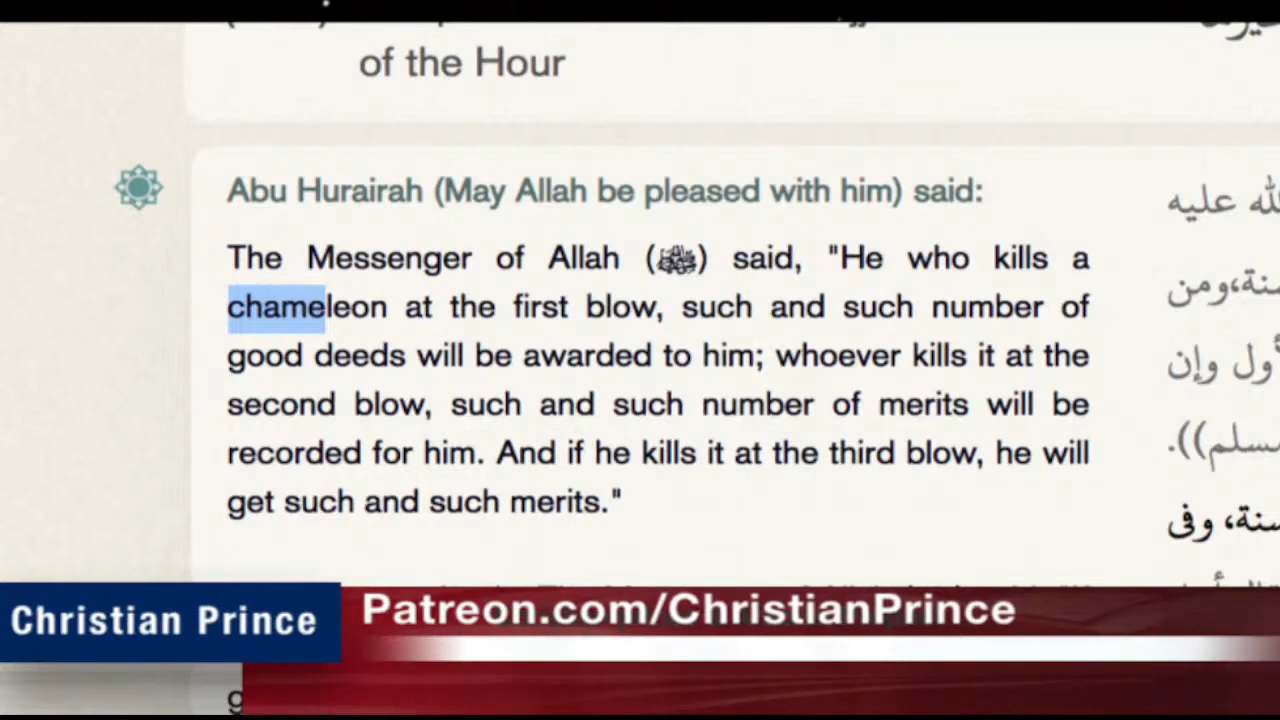 of the Hour
Abu Hurairah (May Allah be pleased with him) said:
The Messenger of Allah (ﷺ) said, "He who kills a
chameleon at the first blow, such and such number of
good deeds will be awarded to him; whoever kills it at the
second blow, such and such number of merits will be
recorded for him. And if he kills it at the third blow, he will
get such and such merits."
لله عليه
سنة،ومن
أول وإن
مسلم)).
سنة، وفى
Christian Prince
Patreon.com/ChristianPrince